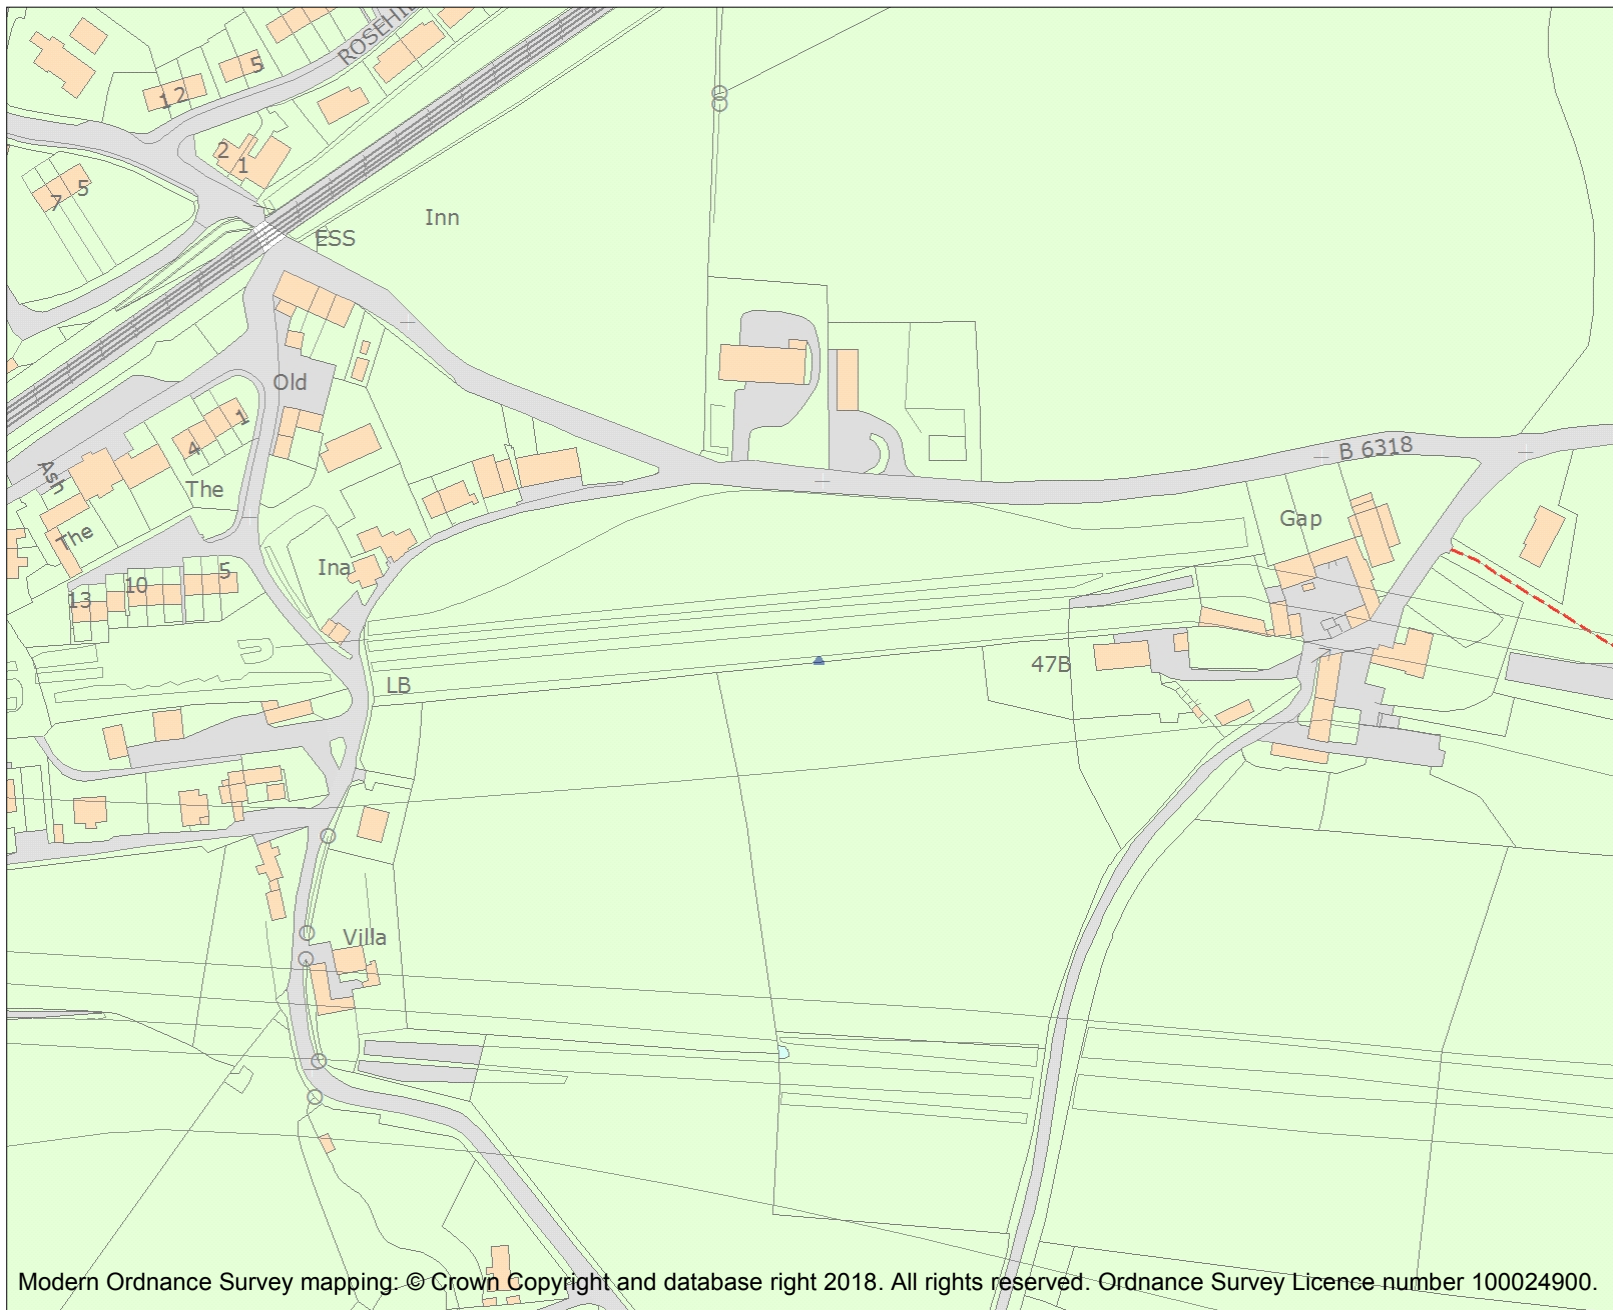 ROSEHIL
5
1 2
2
1
5
7
Inn
ESS
Old
1
4
Ash
The
The
B 6318
Gap
Ina
5
10
13
47B
LB
Villa
Modern Ordnance Survey mapping: © Crown Copyright and database right 2018. All rights reserved. Ordnance Survey Licence number 100024900.